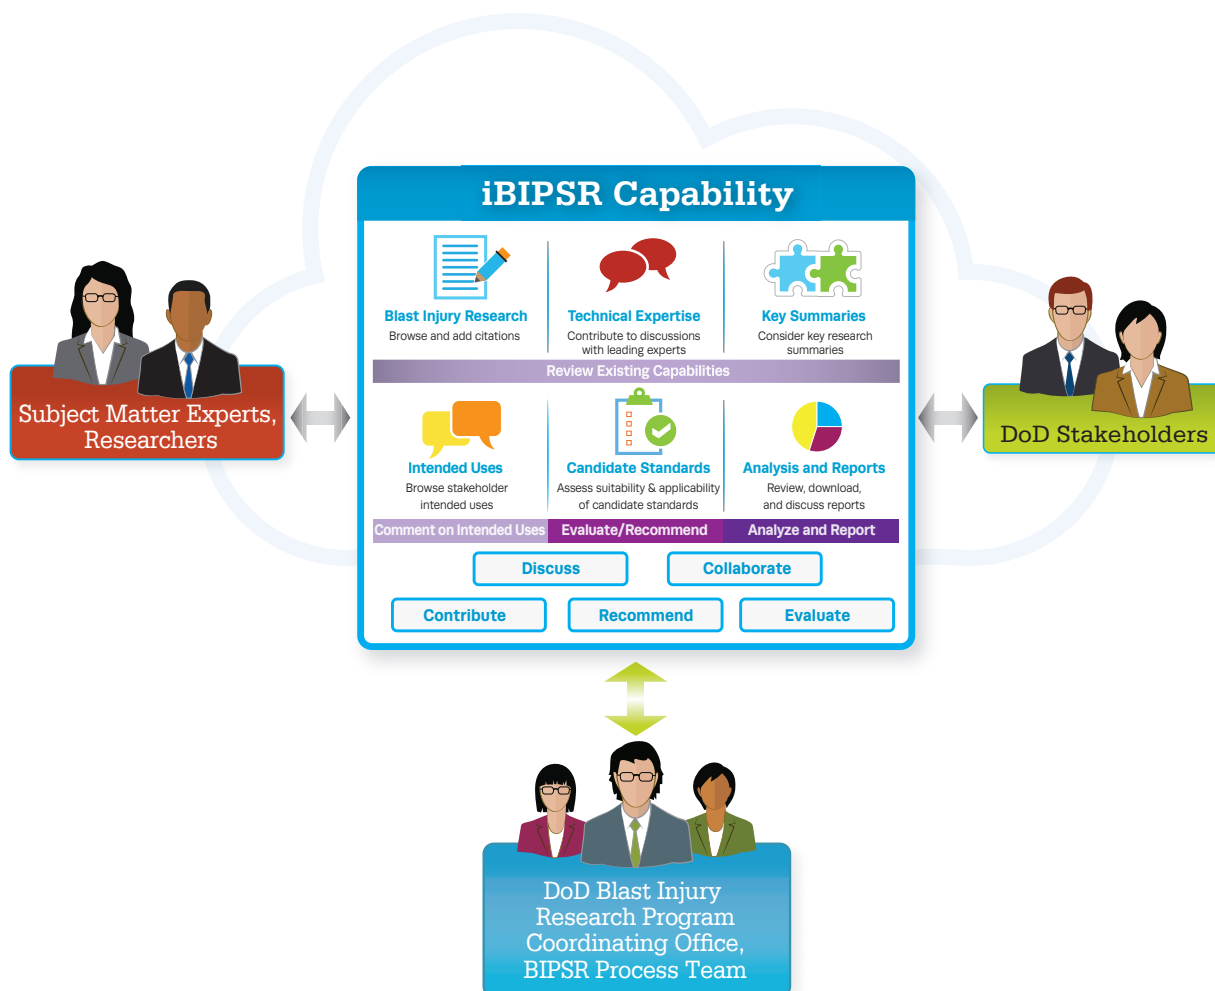 iBIPSR Capability
Blast Injury Research
Browse and add citations
Technical Expertise
Contribute to discussions
with leading experts
Key Summaries
Consider key research
summaries
Review Existing Capabilities
Intended Uses
Browse stakeholder
intended uses
Candidate Standards
Assess suitability & applicability
of candidate standards
Analysis and Reports
Review, download,
and discuss reports
Comment on Intended Uses
Evaluate/Recommend
Analyze and Report
Discuss
Collaborate
Contribute
Recommend
Evaluate
Subject Matter Experts,
Researchers
DoD Stakeholders
DoD Blast Injury
Research Program
Coordinating Office,
BIPSR Process Team